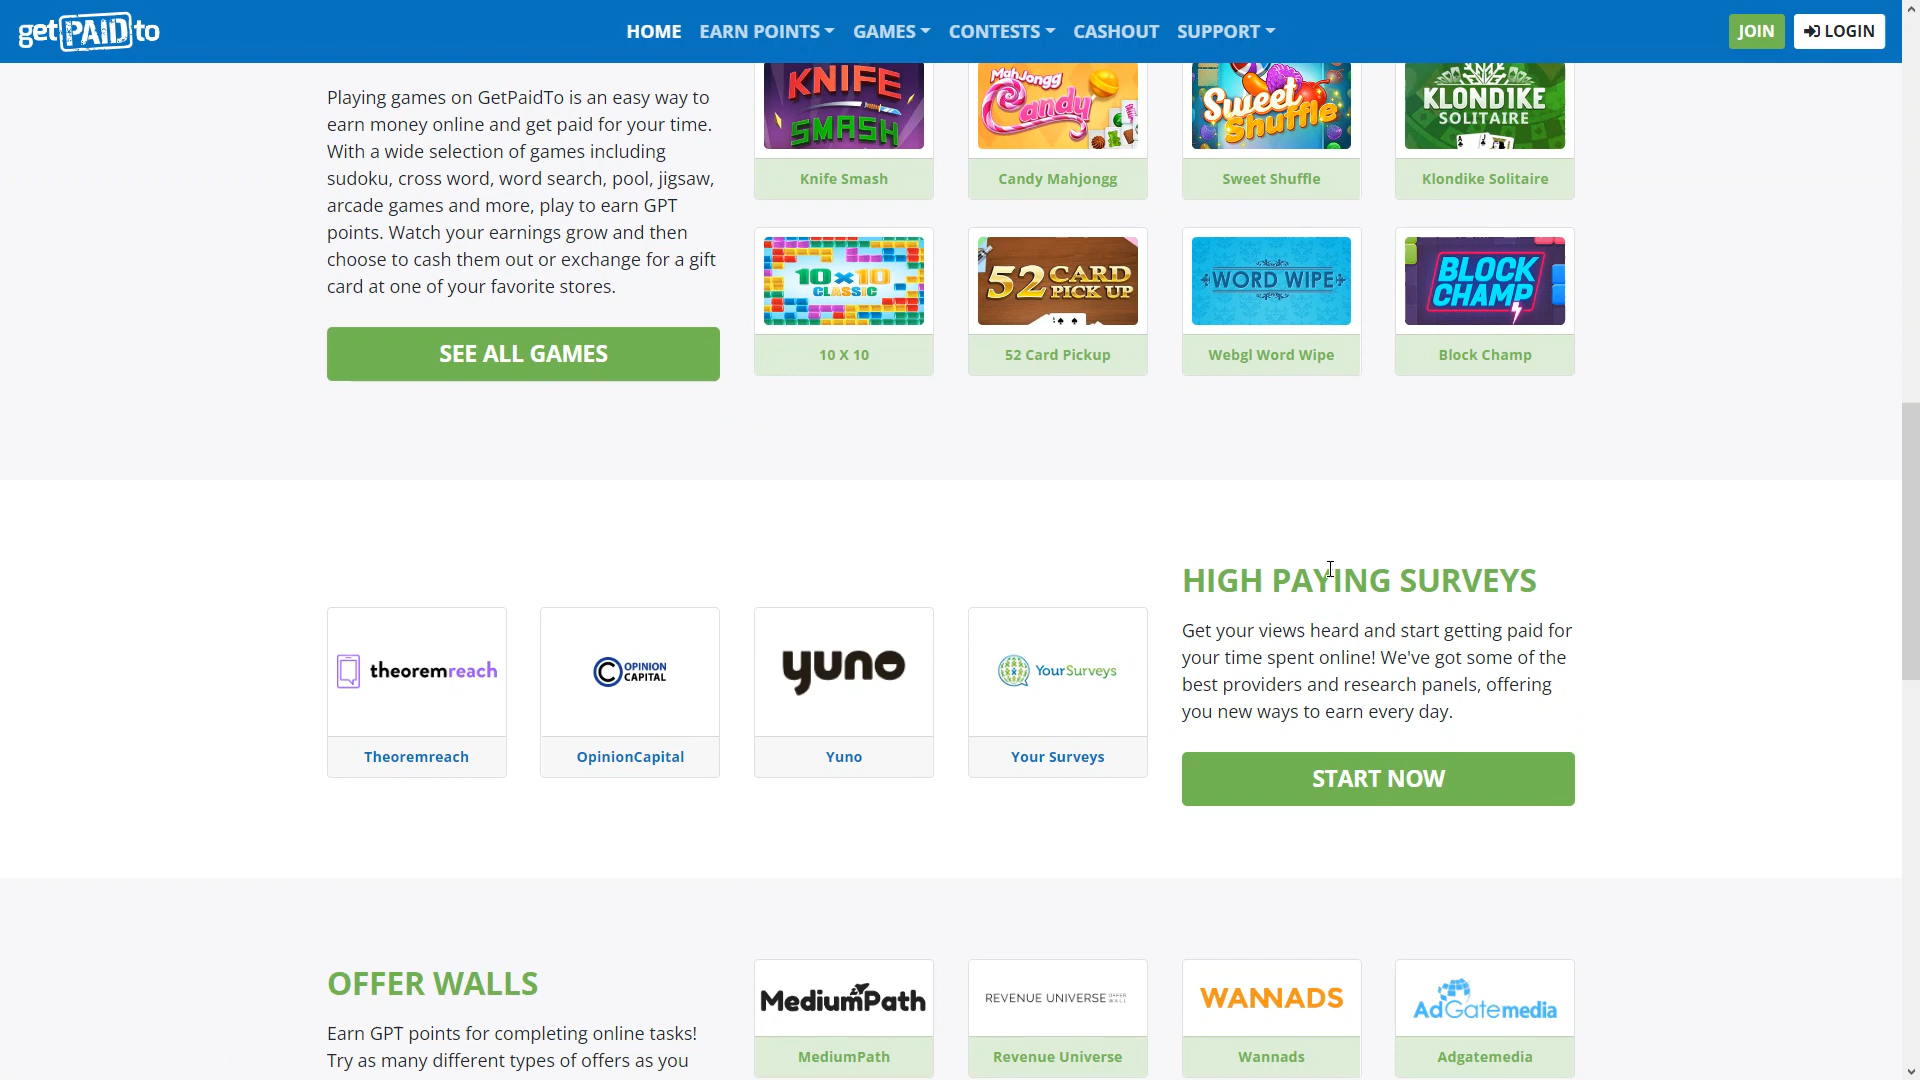 getPAIDto
HOME EARN POINTS GAMES CONTESTS CASHOUT SUPPORT
JOIN LOGIN
Playing games on GetPaidTo is an easy way to
earn money online and get paid for your time.
With a wide selection of games including
sudoku, cross word, word search, pool, jigsaw,
arcade games and more, play to earn GPT
points. Watch your earnings grow and then
choose to cash them out or exchange for a gift
card at one of your favorite stores.
SEE ALL GAMES
KNIFE
SMASH
Mahjongg
Candy
Sweet
Shuffle
KLONDIKE
SOLITAIRE
Knife Smash
Candy Mahjongg
Sweet Shuffle
Klondike Solitaire
10x10
CLASSIC
52 CARD
PICK UP
WORD WIPE
BLOCK
CHAMP
10 X 10
52 Card Pickup
Webgl Word Wipe
Block Champ
theoremreach
OPINION
CAPITAL
yuno
YourSurveys
Theoremreach
OpinionCapital
Yuno
Your Surveys
HIGH PAYING SURVEYS
Get your views heard and start getting paid for
your time spent online! We've got some of the
best providers and research panels, offering
you new ways to earn every day.
START NOW
OFFER WALLS
Earn GPT points for completing online tasks!
Try as many different types of offers as you
MediumPath
REVENUE UNIVERSE OFFER WALL
WANNADS
AdGatemedia
MediumPath
Revenue Universe
Wannads
Adgatemedia